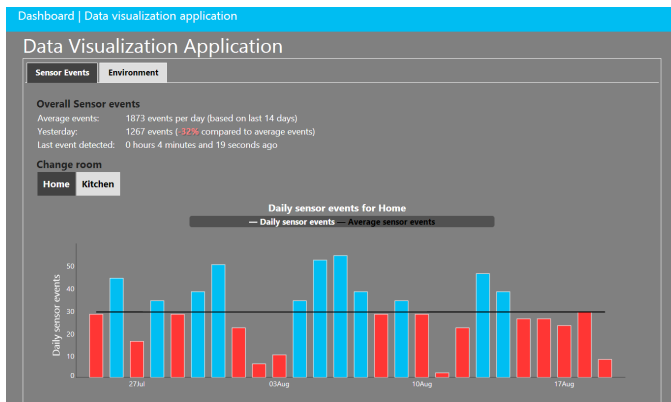 Dashboard | Data visualization application
Data Visualization Application
Sensor Events Environment
Overall Sensor events
Average events: 1873 events per day (based on last 14 days)
Yesterday: 1267 events (-32% compared to average events)
Last event detected: 0 hours 4 minutes and 19 seconds ago
Change room
Home Kitchen
Daily sensor events for Home
— Daily sensor events — Average sensor events
Daily sensor events
50
40
30
20
10
0
27Jul 03Aug 10Aug 17Aug